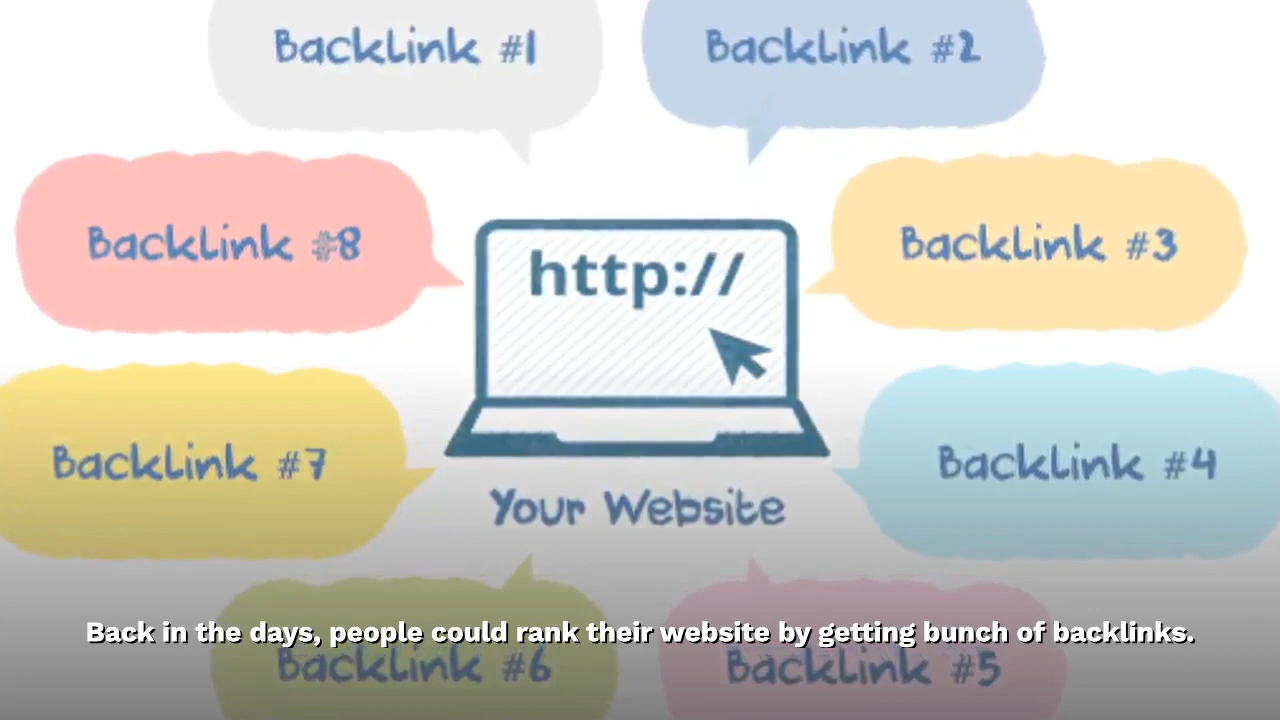 Backlink #1
Backlink #2
Backlink #8
http://
Backlink #3
Backlink #7
Backlink #4
Your Website
Back in the days, people could rank their website by getting bunch of backlinks.
Backlink #6
Backlink #5